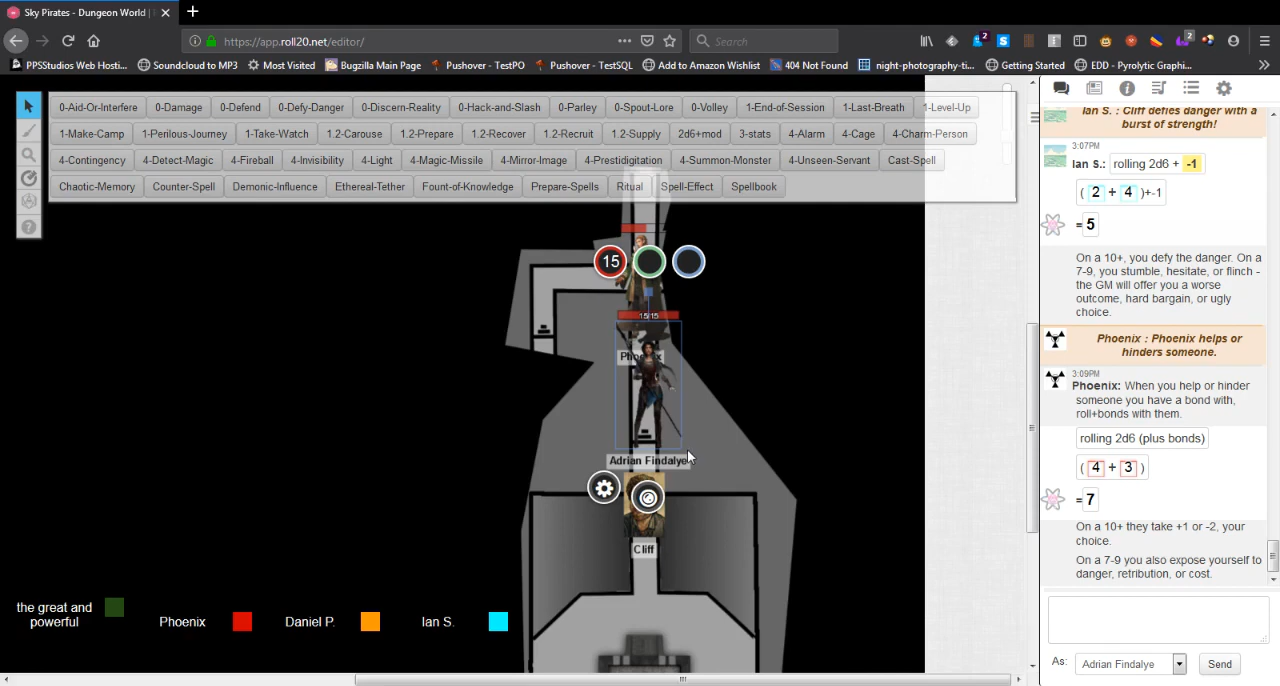 Sky Pirates - Dungeon World |
https://app.roll20.net/editor/
Search
2
2
PPSStudios Web Hosti...
Soundcloud to MP3
Most Visited
Bugzilla Main Page
Pushover - TestPO
Pushover - TestSQL
Add to Amazon Wishlist
404 Not Found
night-photography-ti...
Getting Started
EDD - Pyrolytic Graphi...
0-Aid-Or-Interfere 0-Damage 0-Defend 0-Defy-Danger 0-Discern-Reality 0-Hack-and-Slash 0-Parley 0-Spout-Lore 0-Volley 1-End-of-Session 1-Last-Breath 1-Level-Up
1-Make-Camp 1-Perilous-Journey 1-Take-Watch 1.2-Carouse 1.2-Prepare 1.2-Recover 1.2-Recruit 1.2-Supply 2d6+mod 3-stats 4-Alarm 4-Cage 4-Charm-Person
4-Contingency 4-Detect-Magic 4-Fireball 4-Invisibility 4-Light 4-Magic-Missile 4-Mirror-Image 4-Prestidigitation 4-Summon-Monster 4-Unseen-Servant Cast-Spell
Chaotic-Memory Counter-Spell Demonic-Influence Ethereal-Tether Fount-of-Knowledge Prepare-Spells Ritual Spell-Effect Spellbook
15
15/15
Phoenix
Adrian Findalye
Cliff
the great and
powerful
Phoenix
Daniel P.
Ian S.
Ian S. : Cliff defies danger with a
burst of strength!
3:07PM
Ian S.: rolling 2d6 + -1
( 2 + 4 )+-1
= 5
On a 10+, you defy the danger. On a
7-9, you stumble, hesitate, or flinch -
the GM will offer you a worse
outcome, hard bargain, or ugly
choice.
Phoenix : Phoenix helps or
hinders someone.
3:09PM
Phoenix: When you help or hinder
someone you have a bond with,
roll+bonds with them.
rolling 2d6 (plus bonds)
( 4 + 3 )
= 7
On a 10+ they take +1 or -2, your
choice.
On a 7-9 you also expose yourself to
danger, retribution, or cost.
As: Adrian Findalye Send